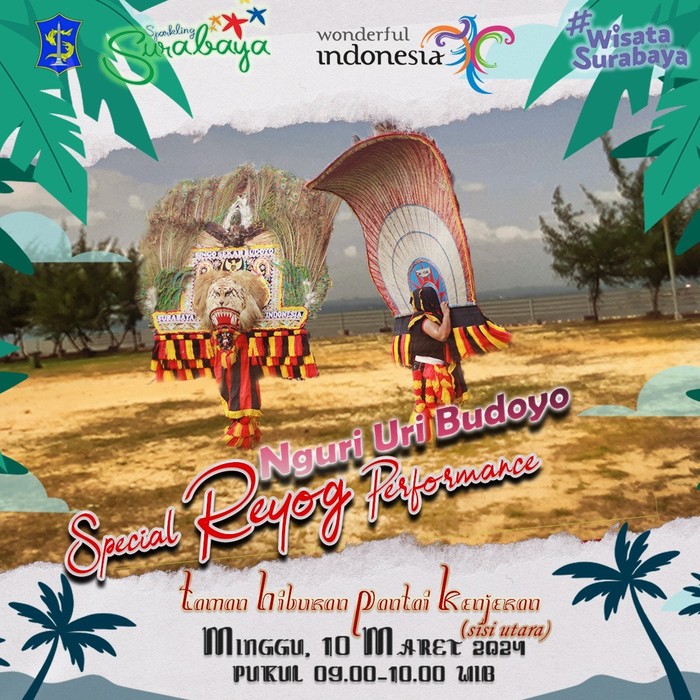 Sparkling
Surabaya
wonderful
indonesia
#Wisata
Surabaya
SURABAYA
INDONESIA
Nguri Uri Budoyo
Special Reyog Performance
taman hiburan pantai kenjeran
(sisi utara)
MINGGU, 10 MARET 2024
PUKUL 09.00-10.00 WIB